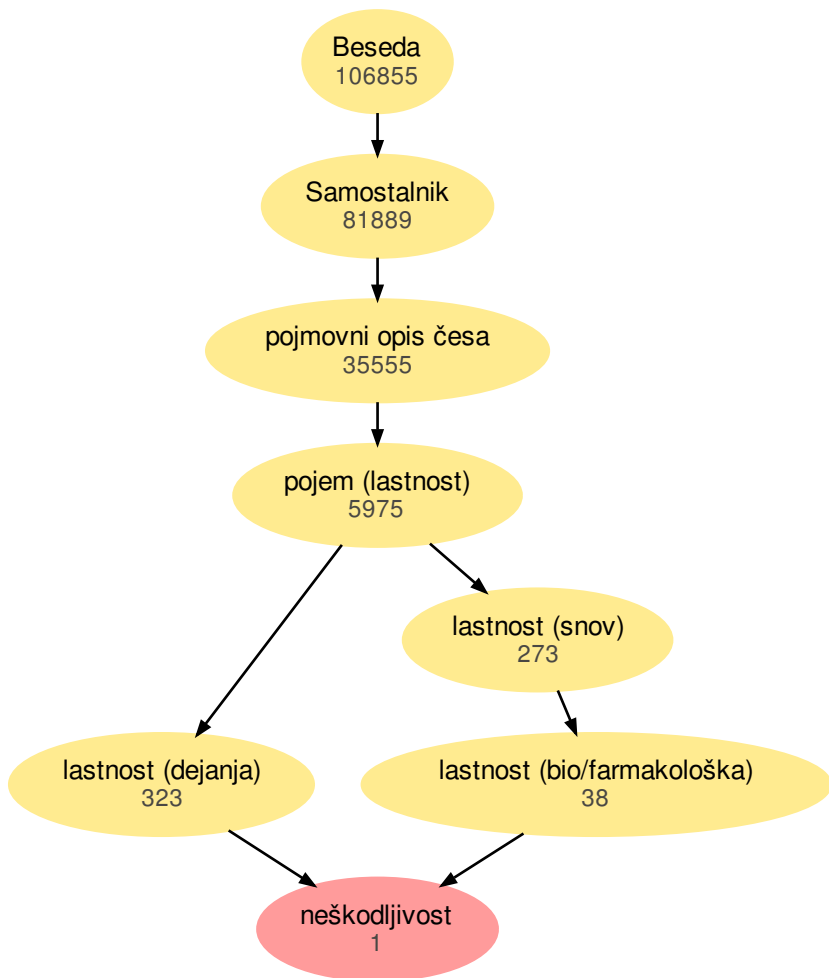 Beseda
106855
Samostalnik
81889
pojmovni opis česa
35555
pojem (lastnost)
5975
lastnost (snov)
273
lastnost (dejanja)
323
lastnost (bio/farmakološka)
38
neškodljivost
1